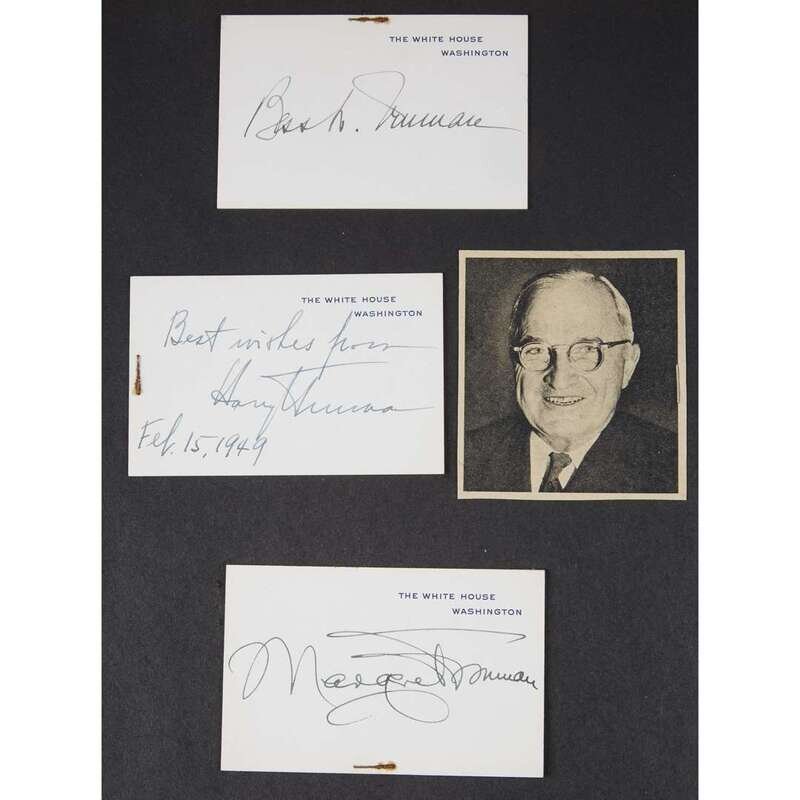 THE WHITE HOUSE
WASHINGTON
Bess W. Truman
THE WHITE HOUSE
WASHINGTON
Best wishes from
Harry Truman
Feb. 15, 1949
THE WHITE HOUSE
WASHINGTON
Margaret Truman